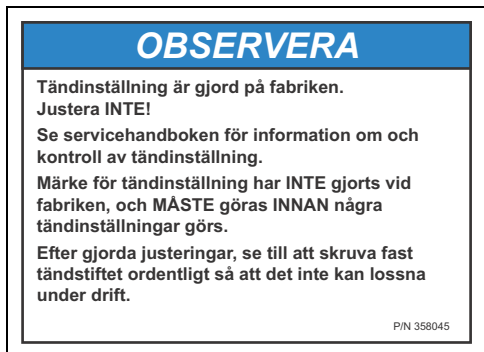 OBSERVERA
Tändinställning är gjord på fabriken.
Justera INTE!
Se servicehandboken för information om och
kontroll av tändinställning.
Märke för tändinställning har INTE gjorts vid
fabriken, och MÅSTE göras INNAN några
tändinställningar görs.
Efter gjorda justeringar, se till att skruva fast
tändstiftet ordentligt så att det inte kan lossna
under drift.
P/N 358045